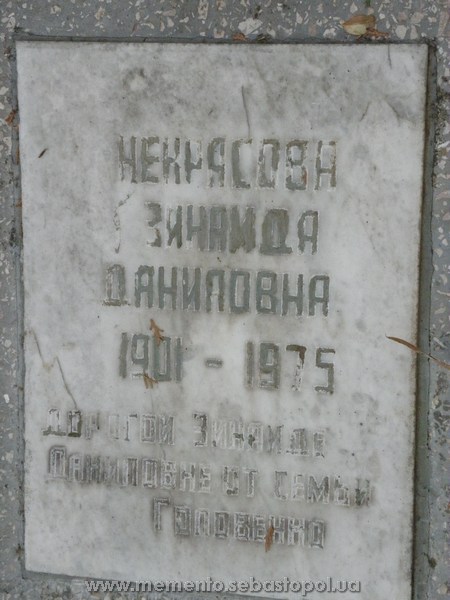 НЕКРАСОВА
ЗИНАИДА
ДАНИЛОВНА
1901 - 1975
ДОРОГОЙ ЗИНАИДЕ
ДАНИЛОВНЕ ОТ СЕМЬИ
ГОЛОВЕНКО
www.memento.sebastopol.ua